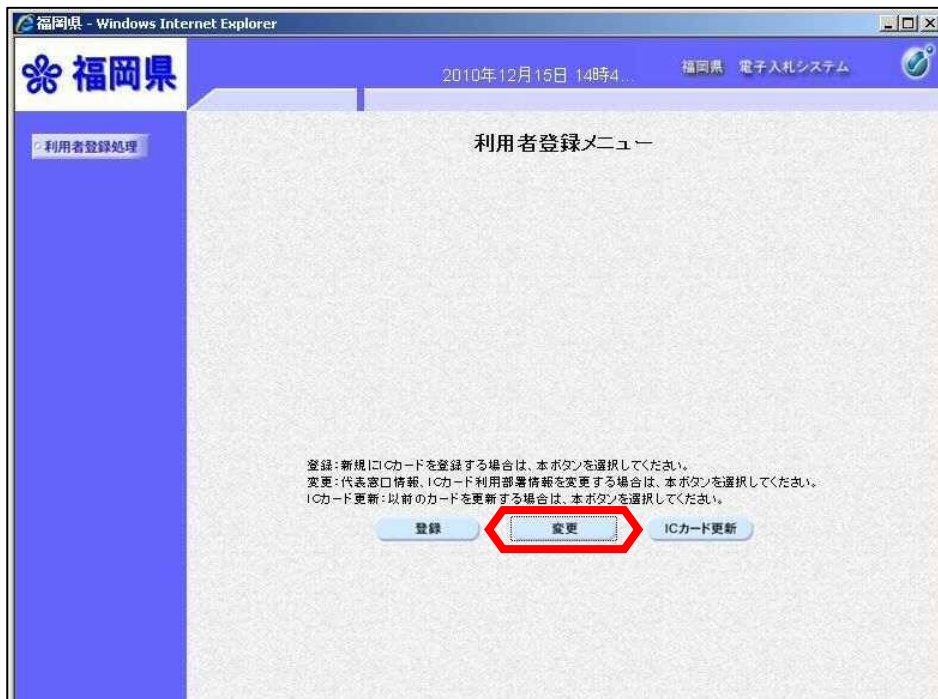 福岡県 - Windows Internet Explorer
福岡県
2010年12月15日 14時4...
福岡県 電子入札システム
利用者登録処理
利用者登録メニュー
登録:新規にICカードを登録する場合は、本ボタンを選択してください。
変更:代表窓口情報、ICカード利用部署情報を変更する場合は、本ボタンを選択してください。
ICカード更新:以前のカードを更新する場合は、本ボタンを選択してください。
登録 変更 ICカード更新